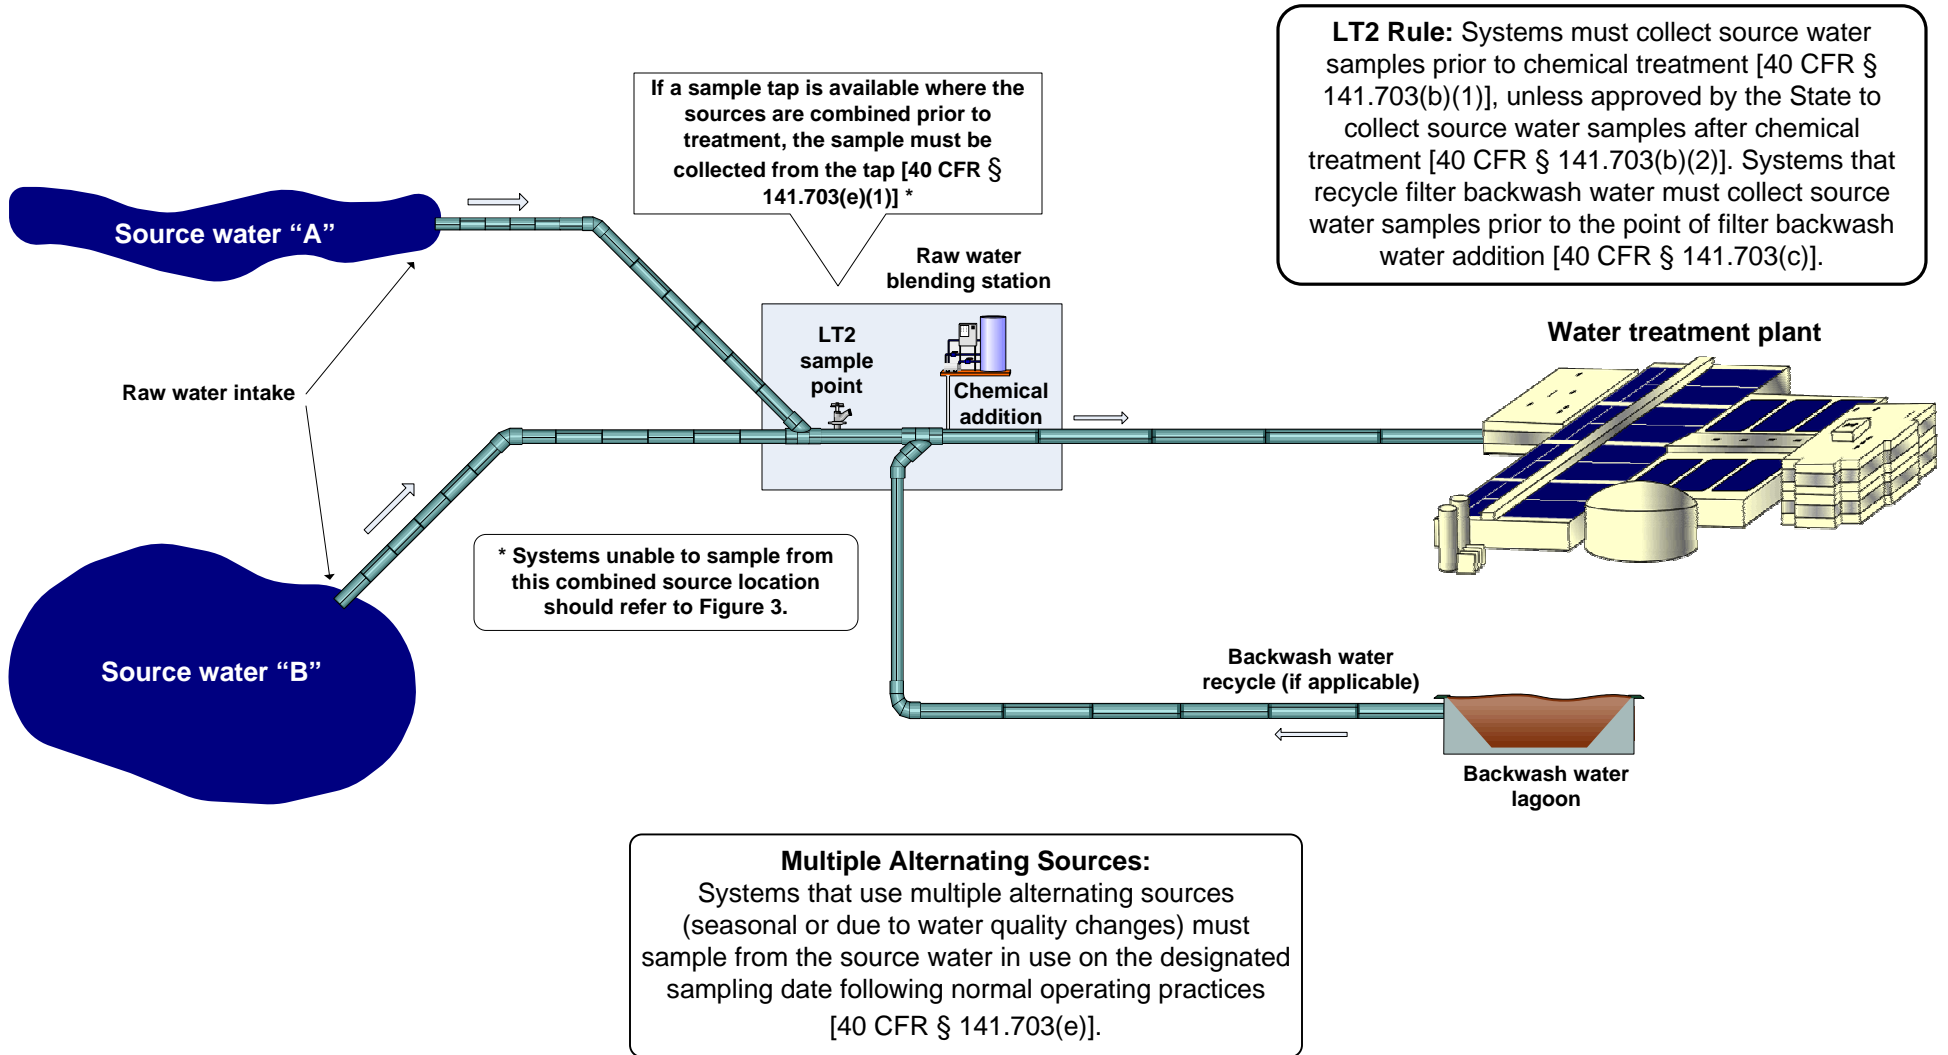 LT2 Rule: Systems must collect source water
samples prior to chemical treatment [40 CFR §
141.703(b)(1)], unless approved by the State to
collect source water samples after chemical
treatment [40 CFR § 141.703(b)(2)]. Systems that
recycle filter backwash water must collect source
water samples prior to the point of filter backwash
water addition [40 CFR § 141.703(c)].
If a sample tap is available where the
sources are combined prior to
treatment, the sample must be
collected from the tap [40 CFR §
141.703(e)(1)] *
Source water “A”
Raw water
blending station
LT2
sample
point
Chemical
addition
Water treatment plant
Raw water intake
* Systems unable to sample from
this combined source location
should refer to Figure 3.
Source water “B”
Backwash water
recycle (if applicable)
Backwash water
lagoon
Multiple Alternating Sources:
Systems that use multiple alternating sources
(seasonal or due to water quality changes) must
sample from the source water in use on the designated
sampling date following normal operating practices
[40 CFR § 141.703(e)].